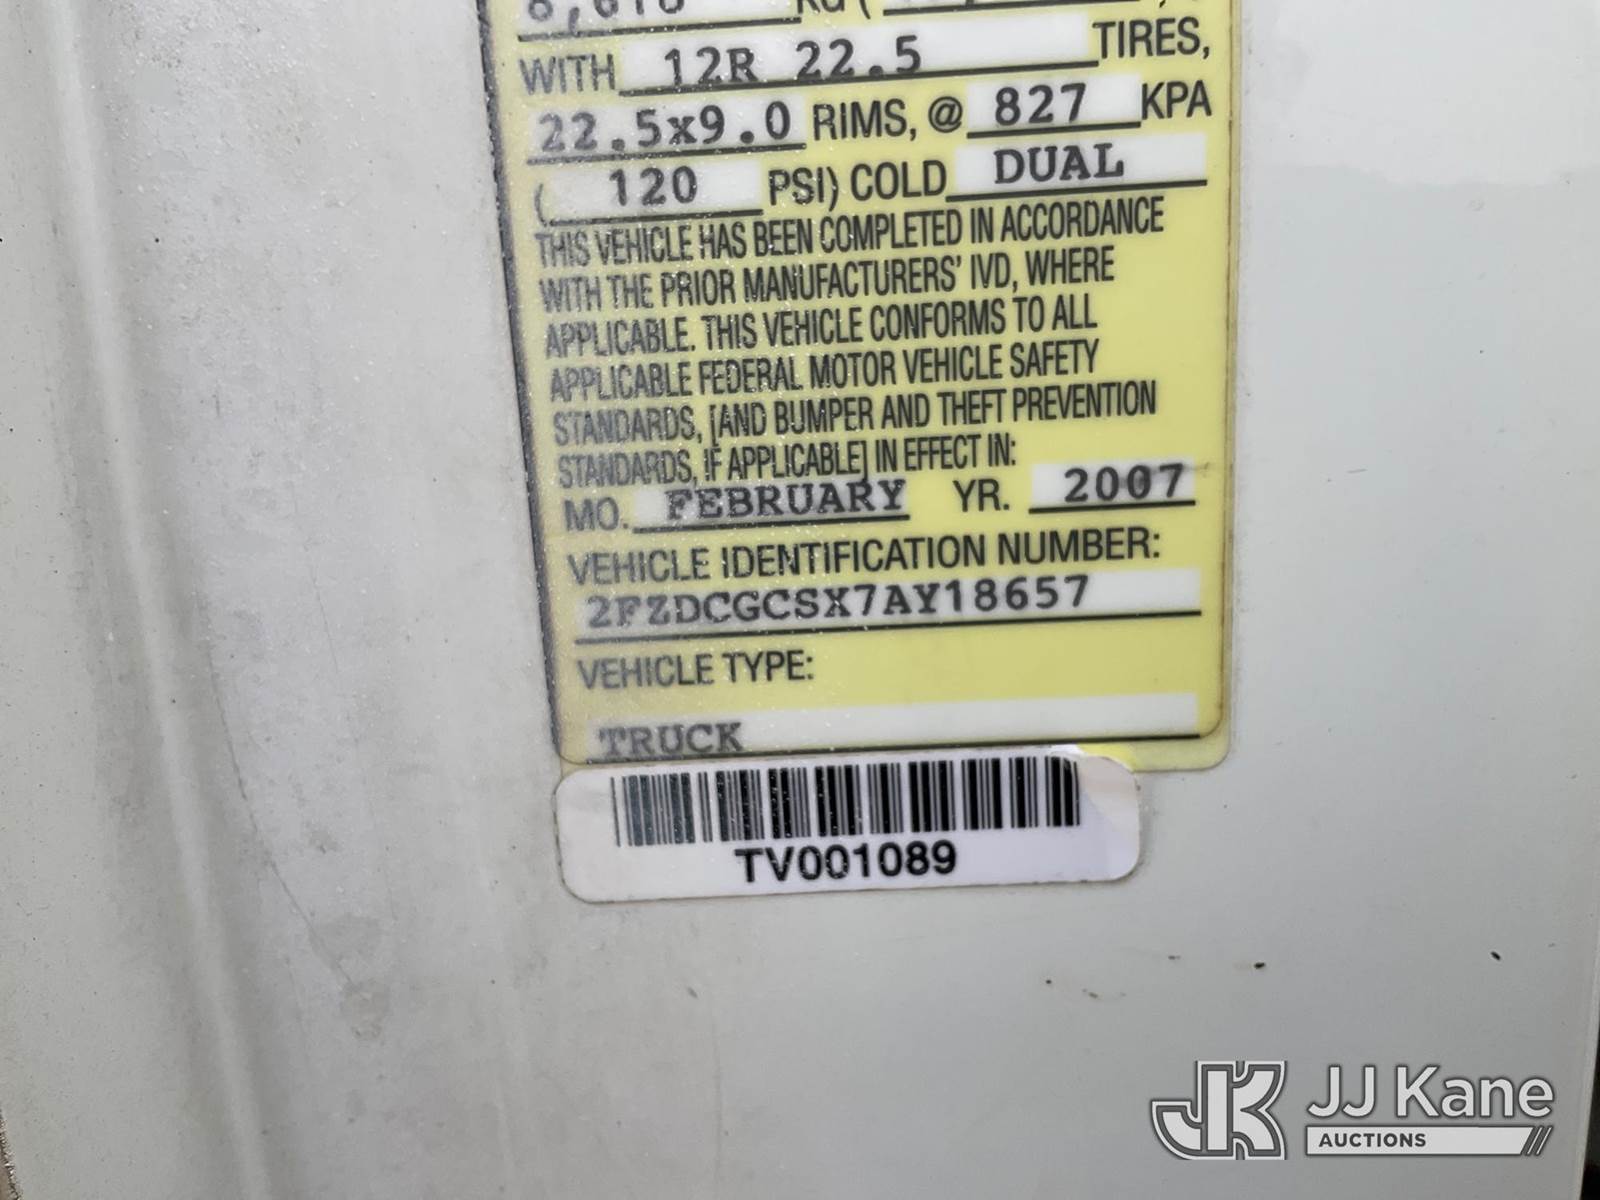 KG (
WITH 12R 22.5 TIRES,
22.5x9.0 RIMS, @ 827 KPA
( 120 PSI) COLD DUAL
THIS VEHICLE HAS BEEN COMPLETED IN ACCORDANCE
WITH THE PRIOR MANUFACTURERS' IVD, WHERE
APPLICABLE. THIS VEHICLE CONFORMS TO ALL
APPLICABLE FEDERAL MOTOR VEHICLE SAFETY
STANDARDS, [AND BUMPER AND THEFT PREVENTION
STANDARDS, IF APPLICABLE] IN EFFECT IN:
MO. FEBRUARY YR. 2007
VEHICLE IDENTIFICATION NUMBER:
2FZDCGCSX7AY18657
VEHICLE TYPE:
TRUCK
TV001089
JK JJ Kane
AUCTIONS